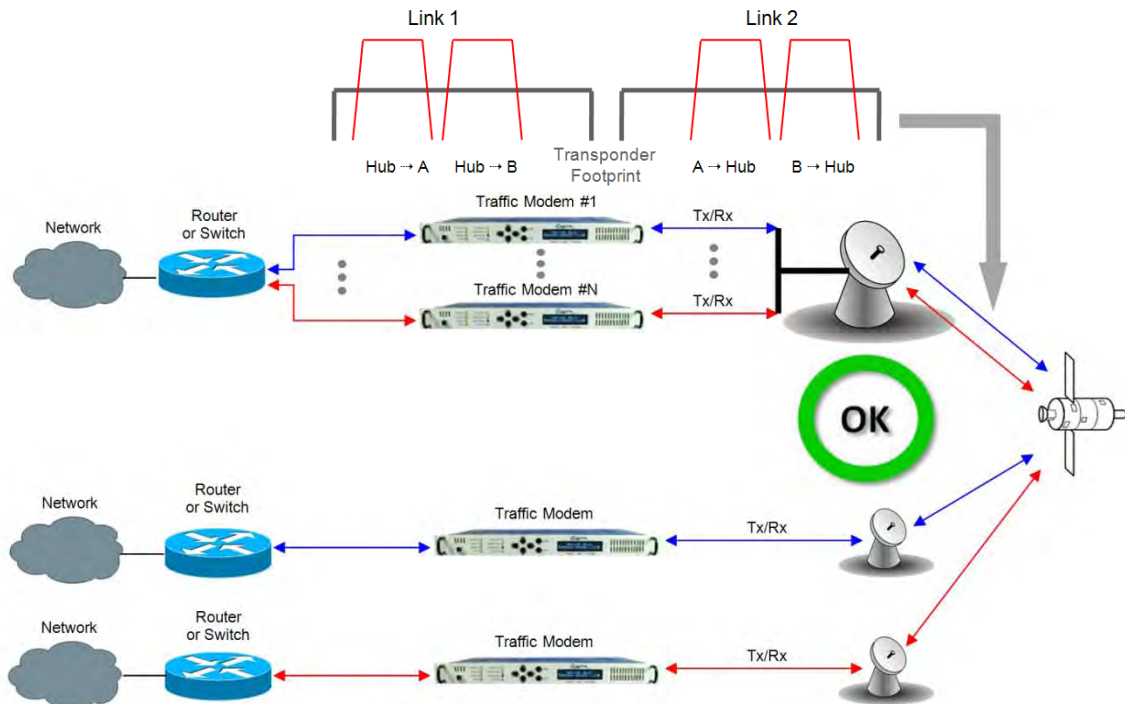 Link 1
Link 2
Hub → A
Hub → B
Transponder
Footprint
A → Hub
B → Hub
Network
Router
or Switch
Traffic Modem #1
Tx/Rx
Traffic Modem #N
Tx/Rx
OK
Network
Router
or Switch
Traffic Modem
Tx/Rx
Network
Router
or Switch
Traffic Modem
Tx/Rx